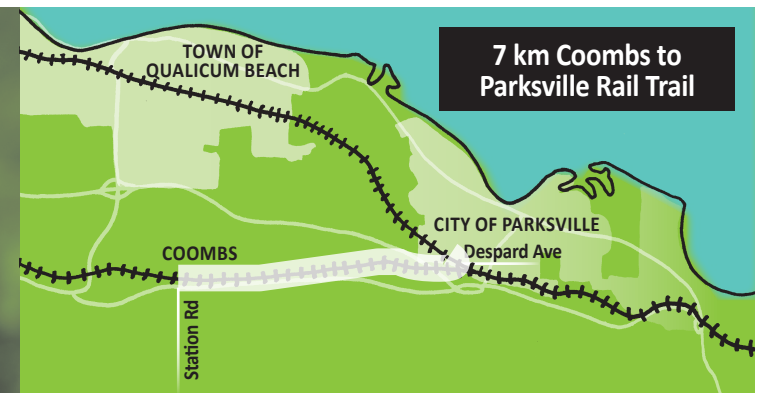 TOWN OF
QUALICUM BEACH
7 km Coombs to
Parksville Rail Trail
CITY OF PARKSVILLE
COOMBS
Despard Ave
Station Rd